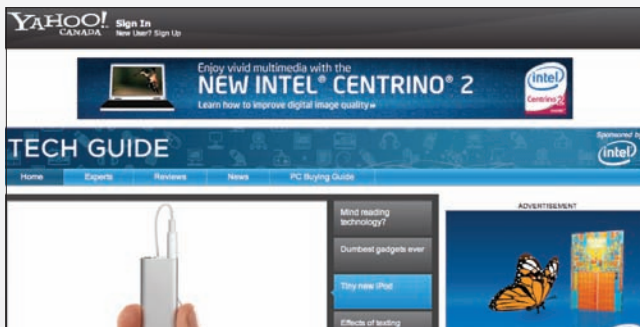 YAHOO!
CANADA
Sign In
New User? Sign Up
Enjoy vivid multimedia with the
NEW INTEL® CENTRINO® 2
Learn how to improve digital image quality »
intel
Centrino 2
TECH GUIDE
Sponsored by
intel
Home Experts Reviews News PC Buying Guide
ADVERTISEMENT
Mind reading
technology?
Dumbest gadgets ever
Tiny new iPod
Effects of texting